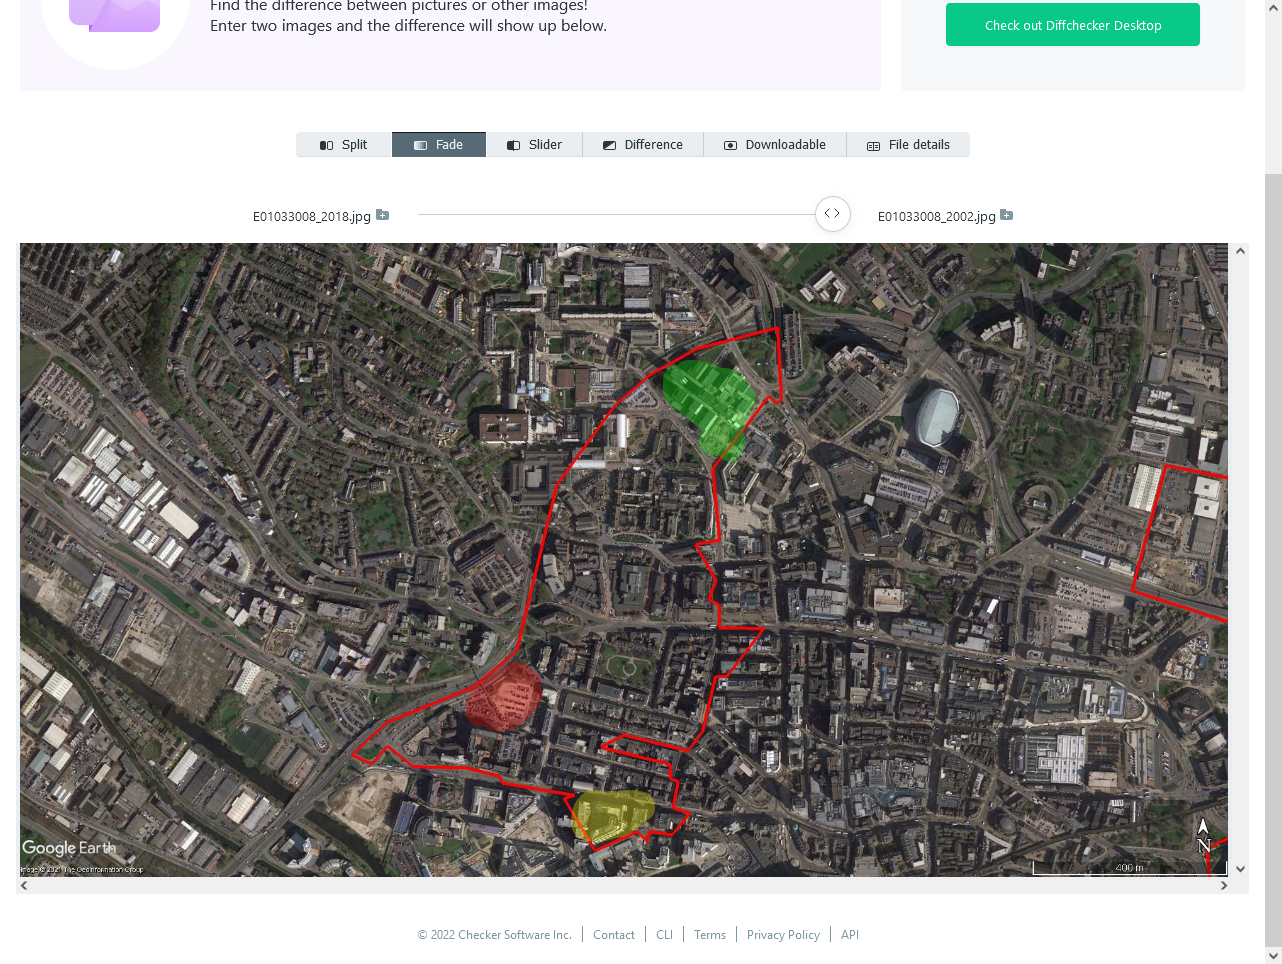 Find the difference between pictures or other images!
Enter two images and the difference will show up below.
Check out Diffchecker Desktop
Split Fade Slider Difference Downloadable File details
E01033008_2018.jpg E01033008_2002.jpg
N
Google Earth
400 m
Image © 2021 The GeoInformation Group
© 2022 Checker Software Inc. Contact CLI Terms Privacy Policy API